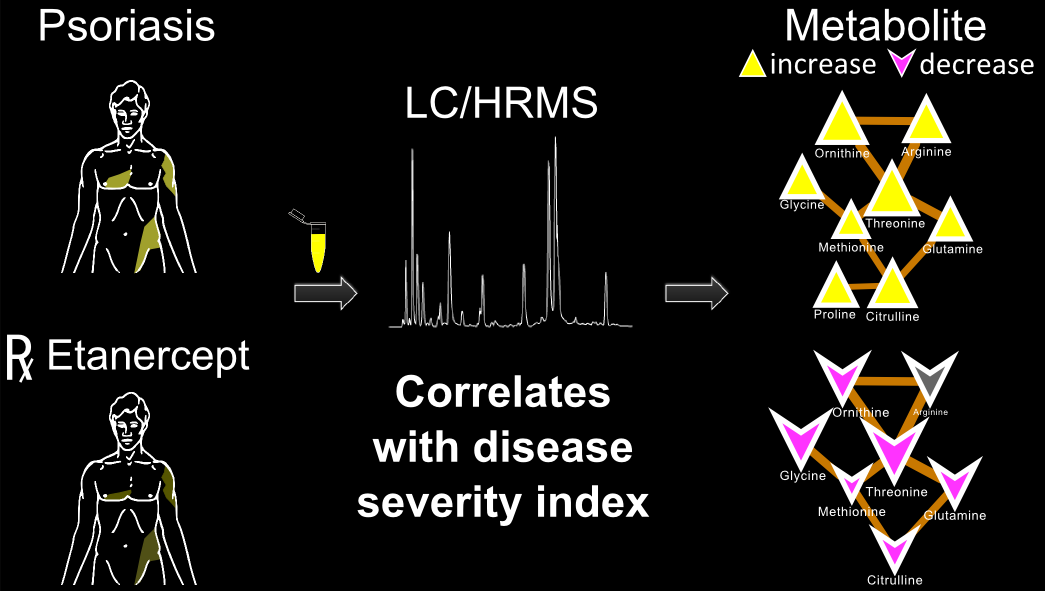 Psoriasis
Metabolite
increase decrease
LC/HRMS
Ornithine Arginine
Glycine
Threonine
Methionine Glutamine
Proline Citrulline
℞ Etanercept
Correlates
with disease
severity index
Ornithine Arginine
Glycine
Threonine
Methionine Glutamine
Citrulline